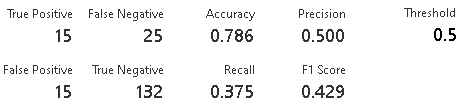 True Positive False Negative Accuracy Precision Threshold
15 25 0.786 0.500 0.5
False Positive True Negative Recall F1 Score
15 132 0.375 0.429